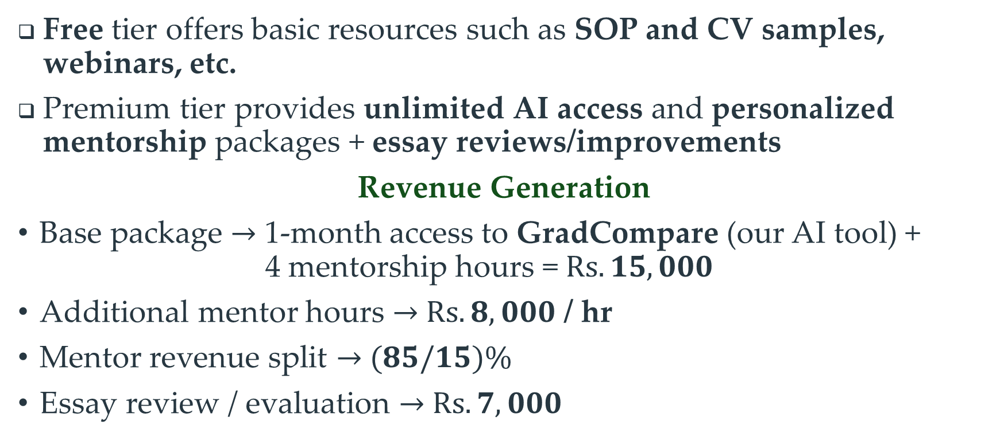 ❑ Free tier offers basic resources such as SOP and CV samples,
webinars, etc.
❑ Premium tier provides unlimited AI access and personalized
mentorship packages + essay reviews/improvements
Revenue Generation
• Base package → 1-month access to GradCompare (our AI tool) +
4 mentorship hours = Rs. 15,000
• Additional mentor hours → Rs. 8,000 / hr
• Mentor revenue split → (85/15)%
• Essay review / evaluation → Rs. 7,000